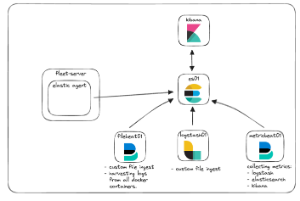 kibana
fleet-server
elastic agent
es01
filebeat01
logstash01
metricbeat01
- custom file ingest
- harvesting logs
from all docker
containers.
- custom file ingest
collecting metrics:
- logstash
- elasticsearch
- kibana